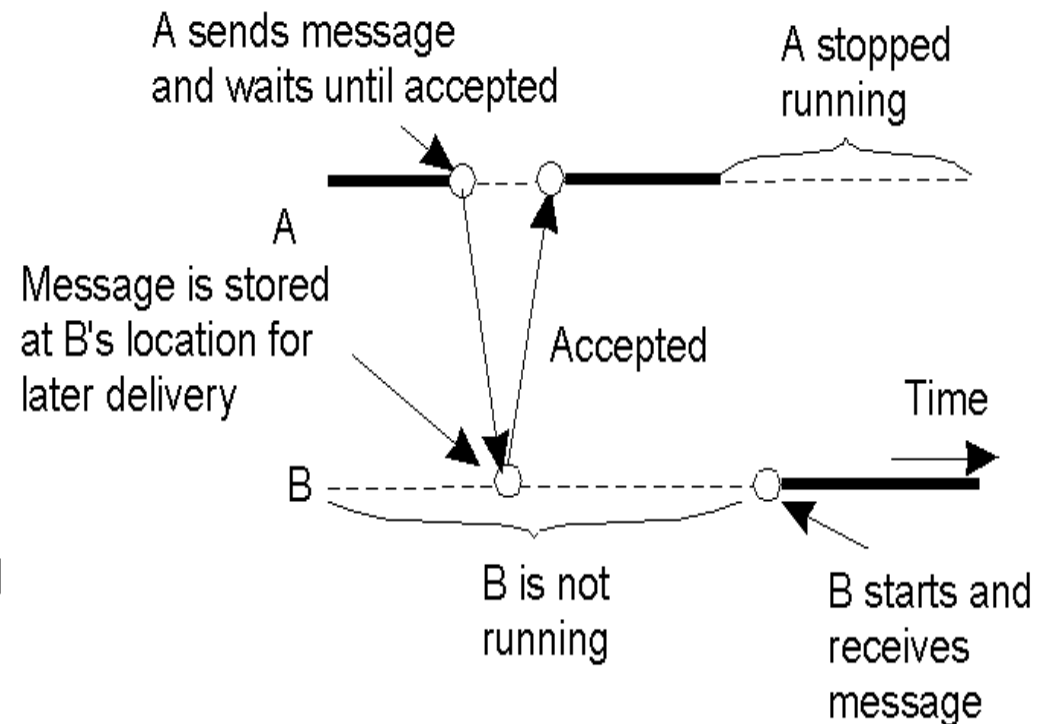 A sends message
and waits until accepted
A stopped
running
A
Message is stored
at B's location for
later delivery
Accepted
Time
B
B is not
running
B starts and
receives
message